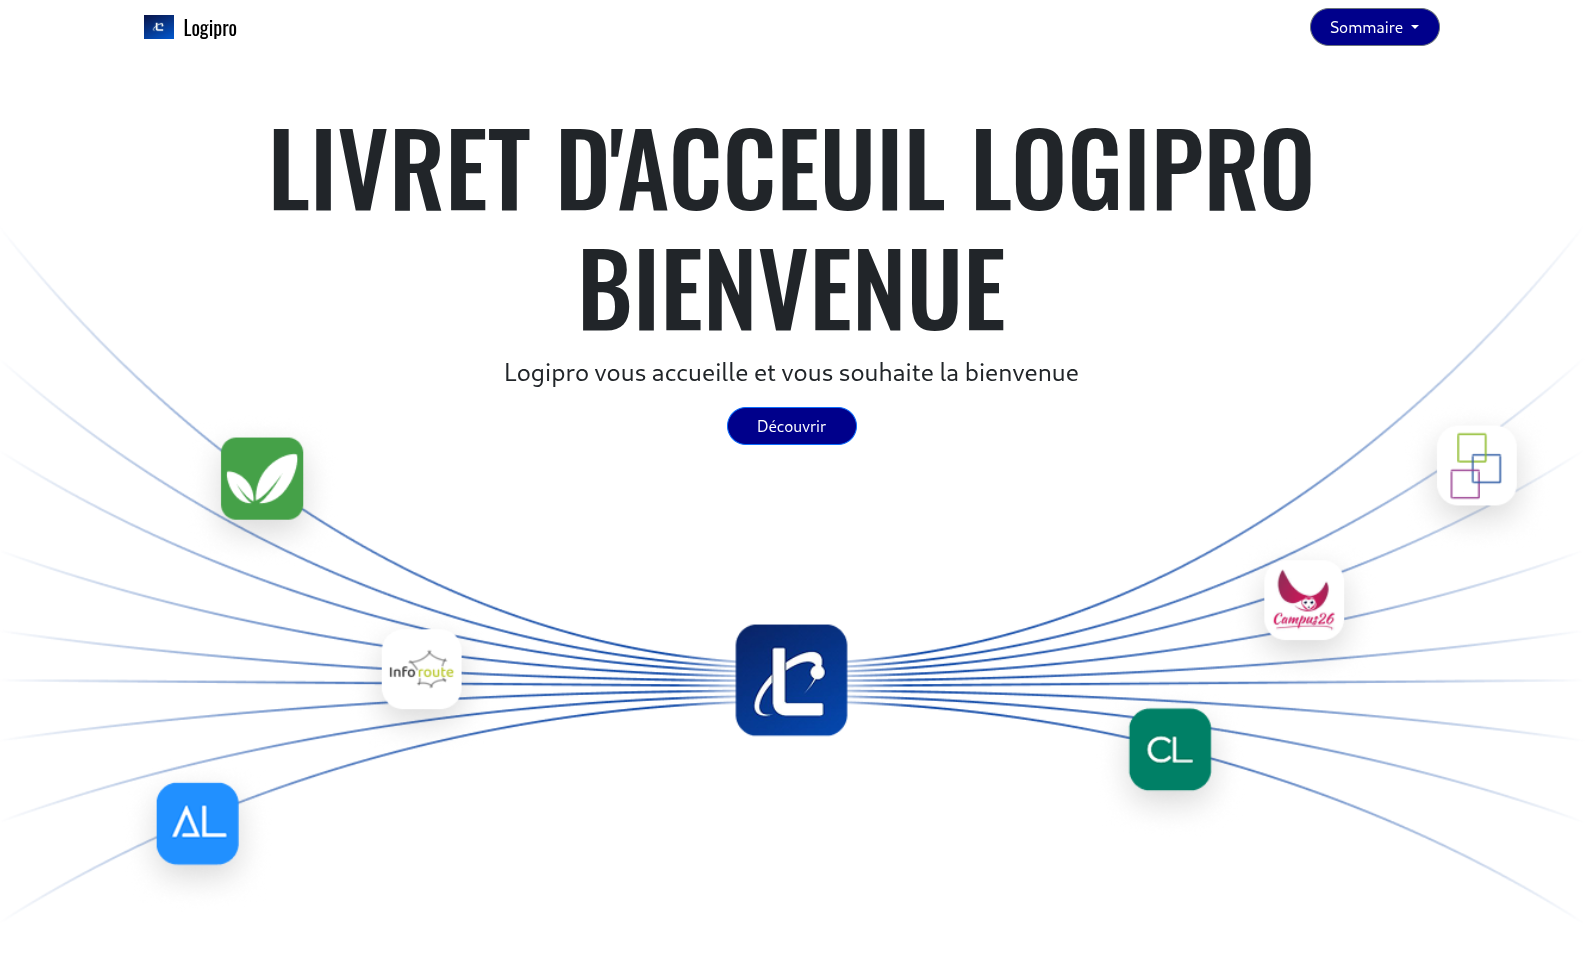 Logipro
Sommaire
LIVRET D'ACCEUIL LOGIPRO
BIENVENUE
Logipro vous accueille et vous souhaite la bienvenue
Découvrir
Campus26
Inforoute
CL
AL